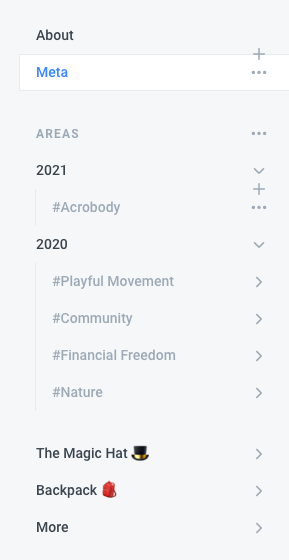 About
Meta
AREAS
2021
#Acrobody
2020
#Playful Movement
#Community
#Financial Freedom
#Nature
The Magic Hat 🎩
Backpack 🎒
More